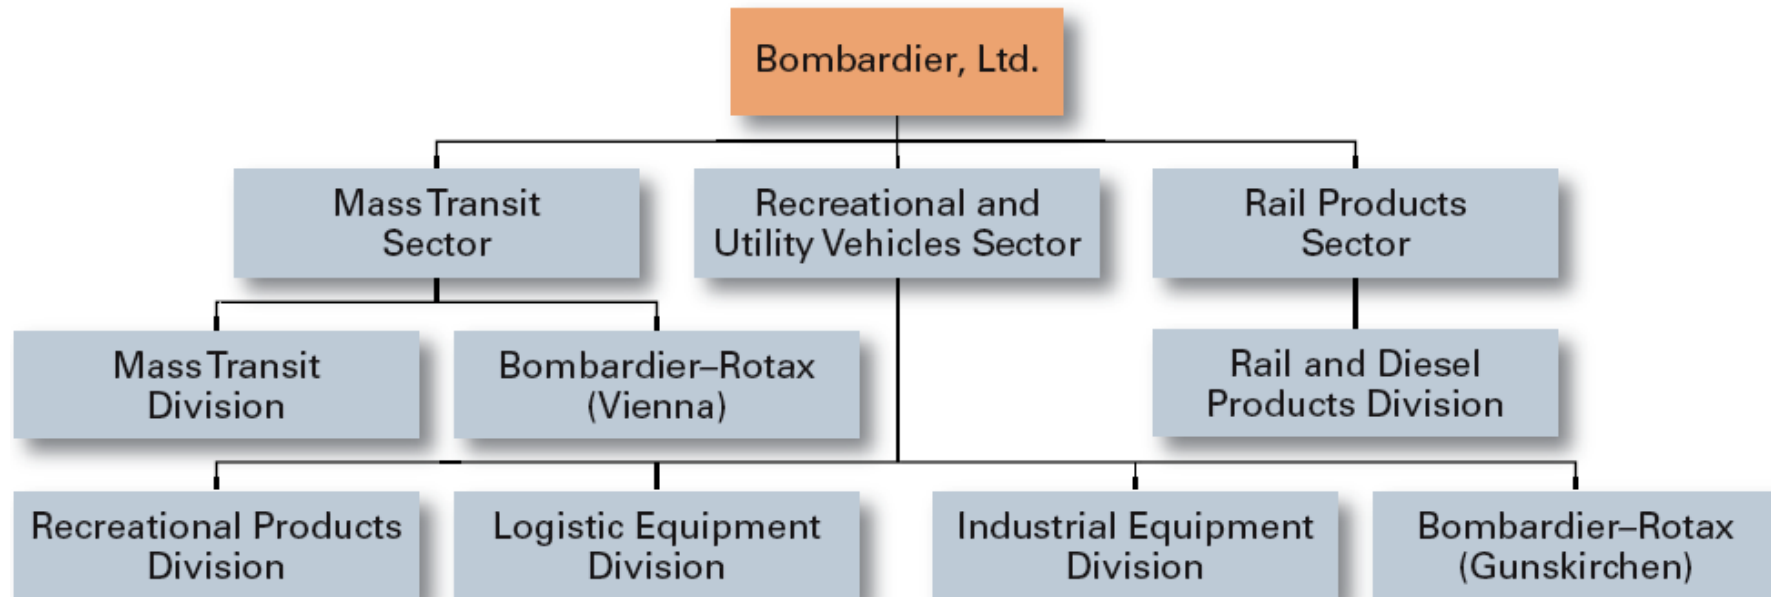 Bombardier, Ltd.
Mass Transit
Sector
Recreational and
Utility Vehicles Sector
Rail Products
Sector
Mass Transit
Division
Bombardier–Rotax
(Vienna)
Rail and Diesel
Products Division
Recreational Products
Division
Logistic Equipment
Division
Industrial Equipment
Division
Bombardier–Rotax
(Gunskirchen)